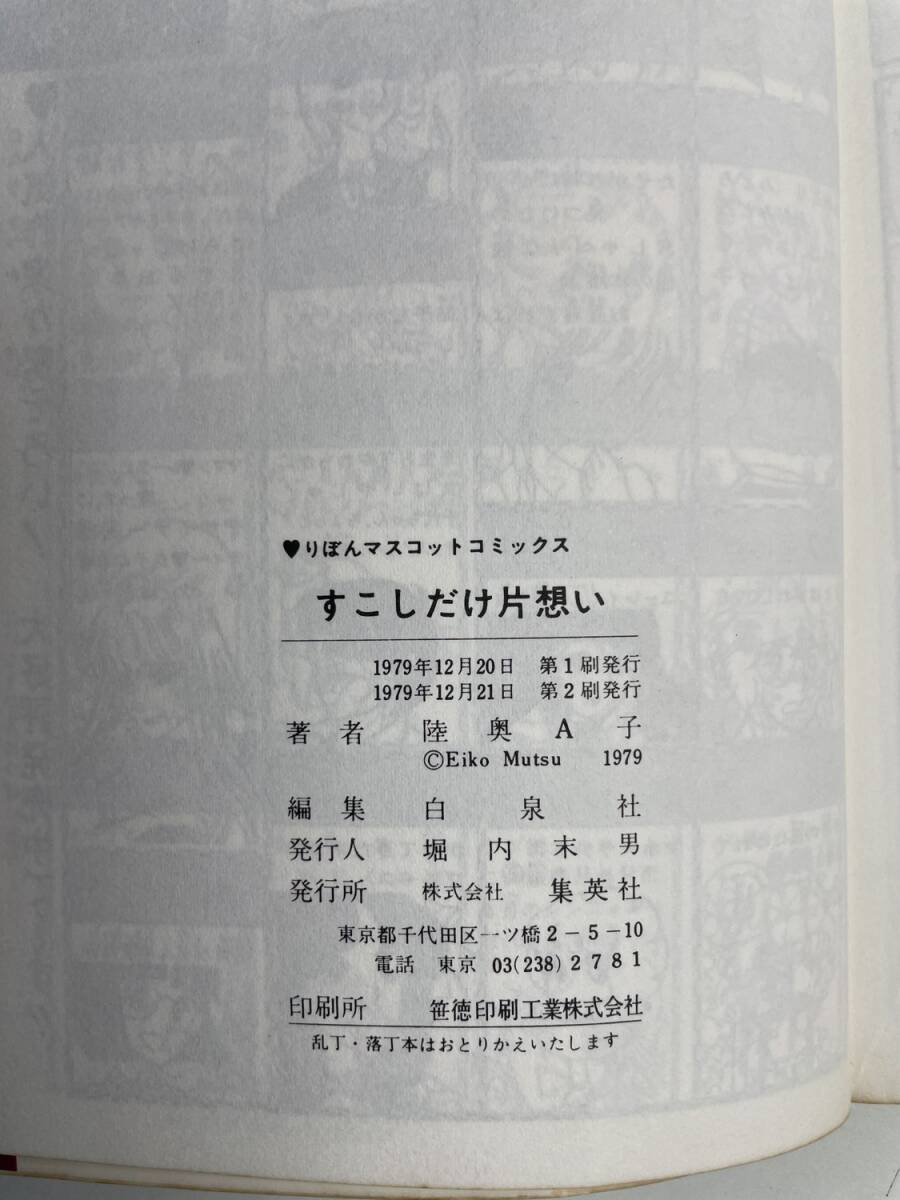 ♥りぼんマスコットコミックス
すこしだけ片想い
1979年12月20日 第1刷発行
1979年12月21日 第2刷発行
著者 陸奥A子
©Eiko Mutsu 1979
編集 白泉社
発行人 堀内末男
発行所 株式会社 集英社
東京都千代田区一ツ橋2-5-10
電話 東京 03(238)2781
印刷所 笹徳印刷工業株式会社
乱丁・落丁本はおとりかえいたします